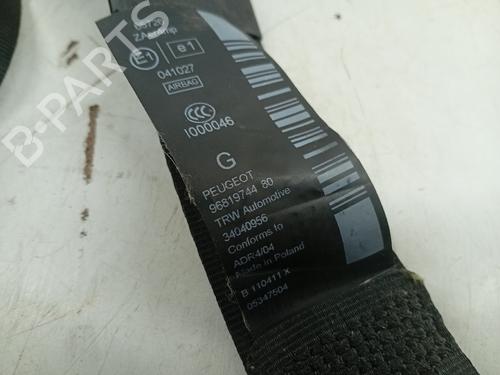 B-PARTS
E1
e1
041027
AIRBAG
CCC
I000046
G
PEUGEOT
96819744 80
TRW Automotive
34040956
Conforms to
ADR4/04
Made in Poland
B 110411 X
05347504